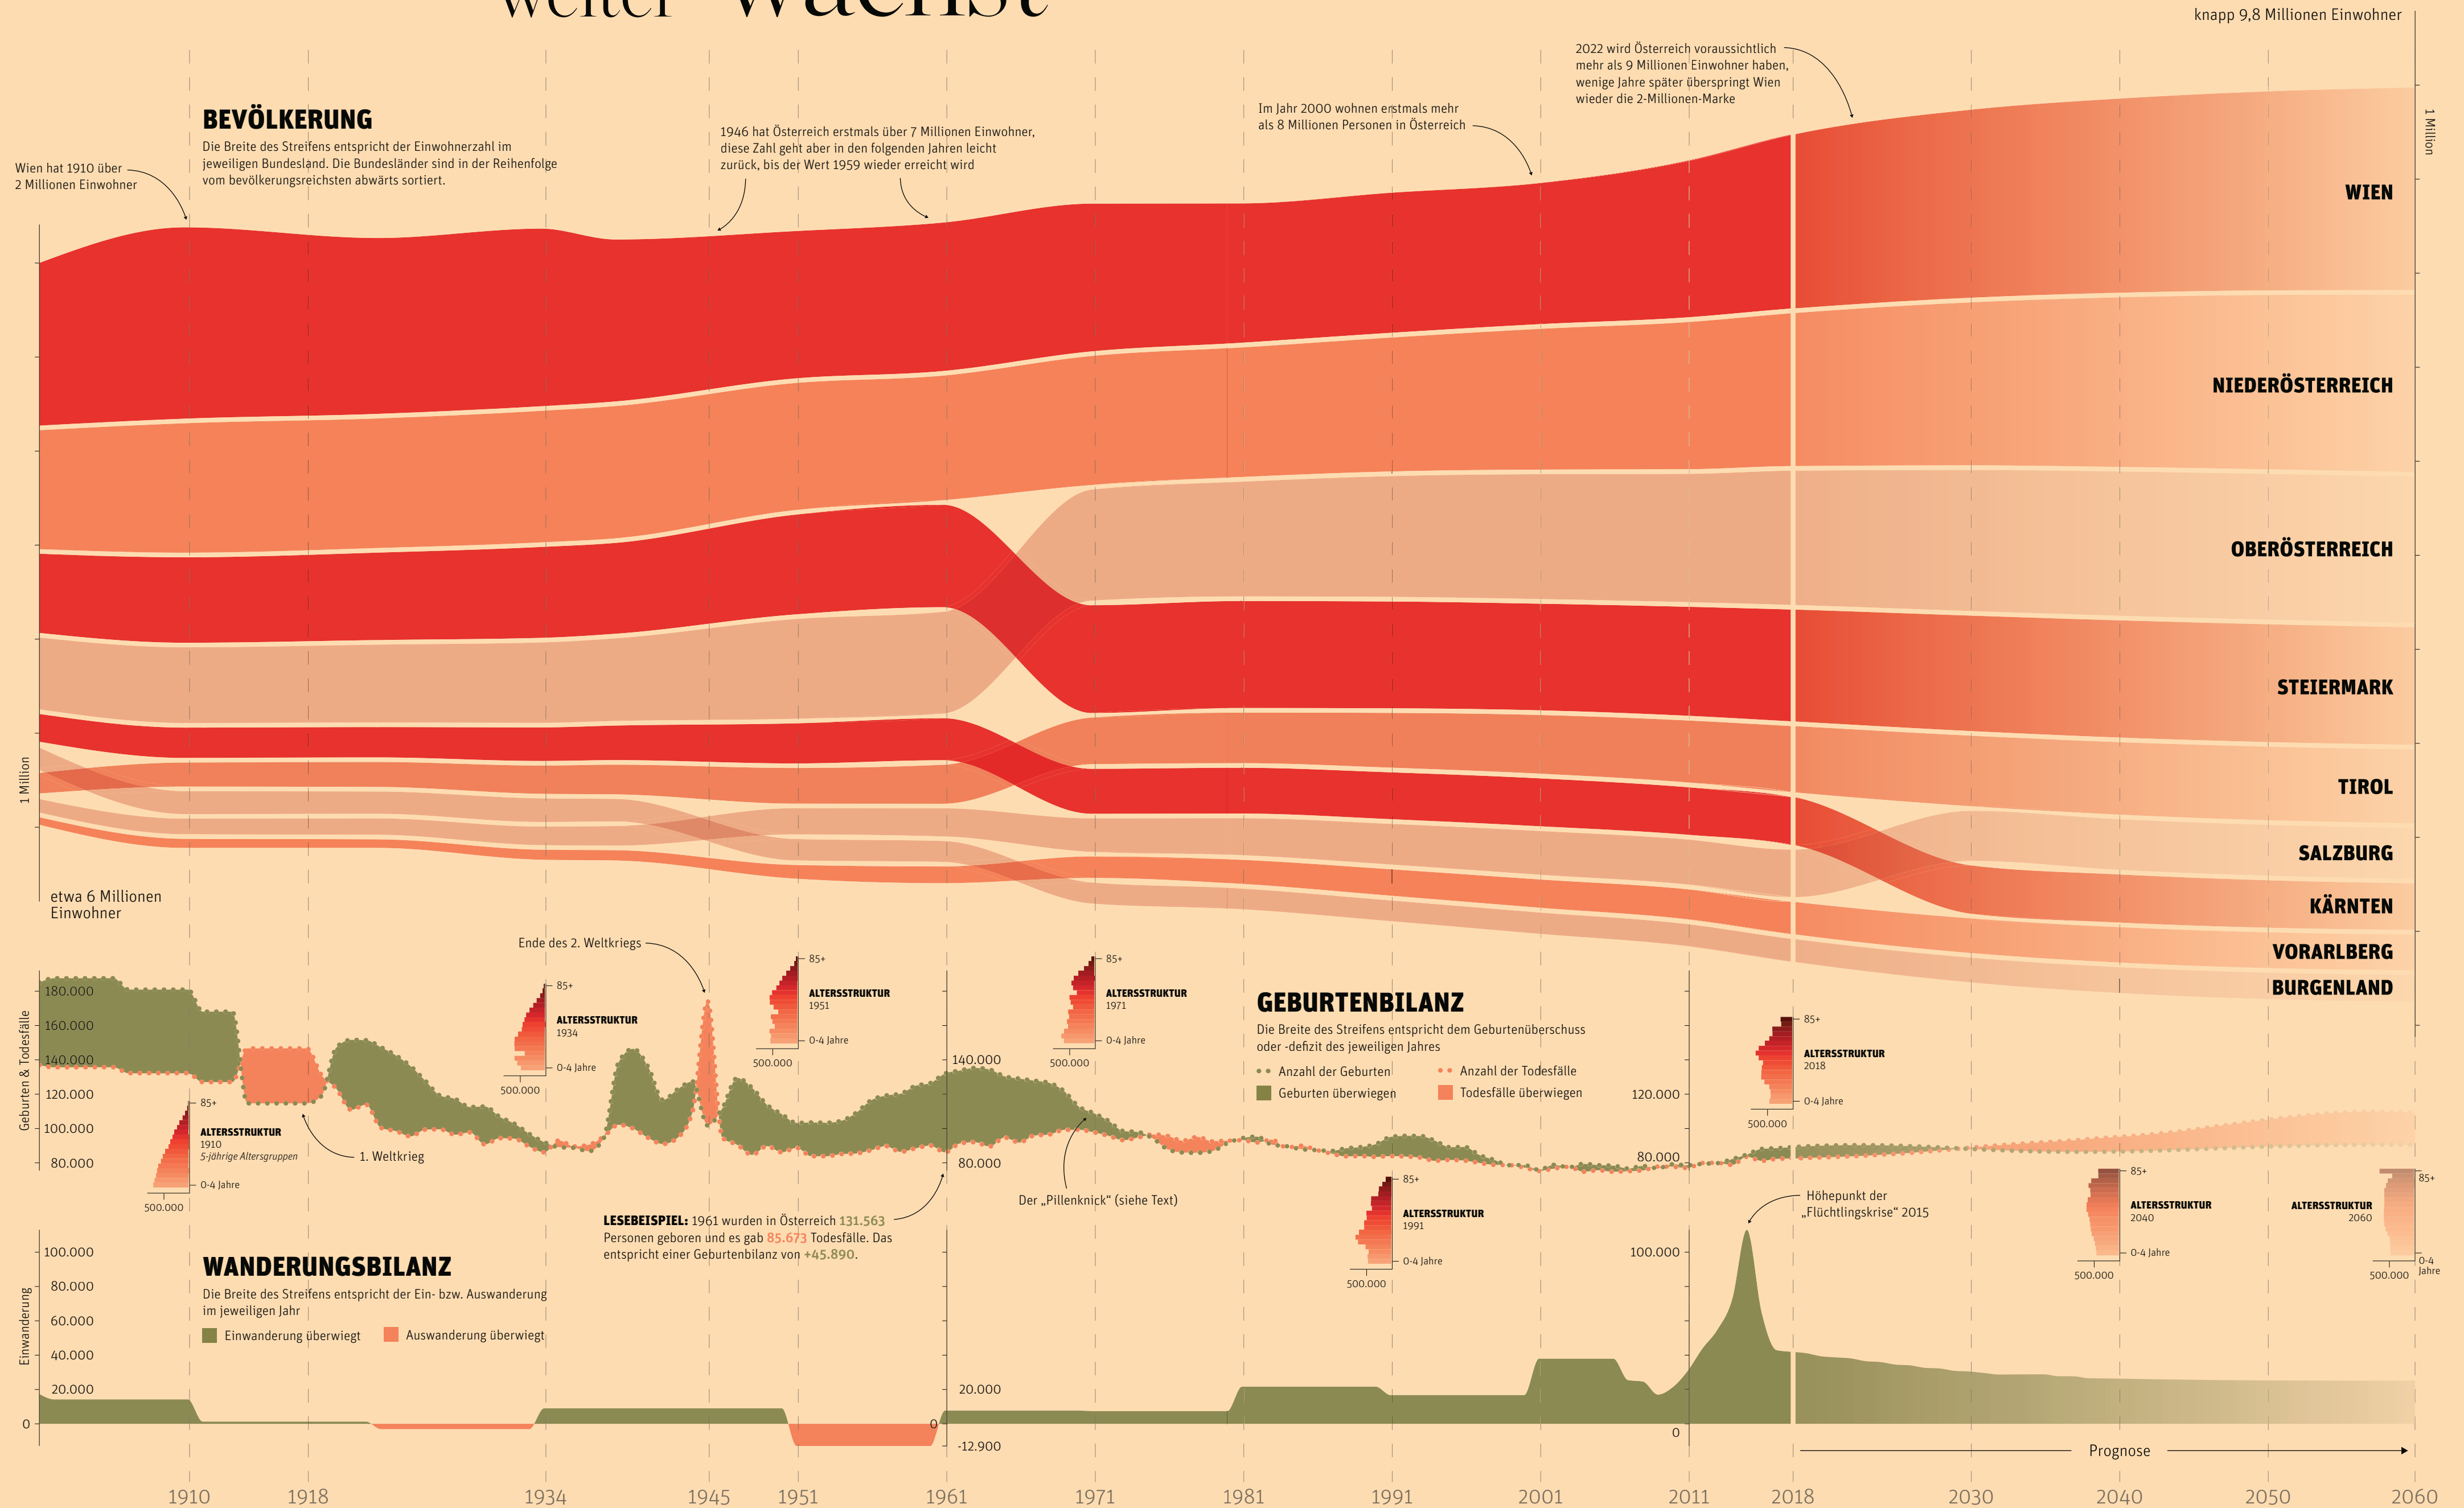 weiter wächst
knapp 9,8 Millionen Einwohner
2022 wird Österreich voraussichtlich
mehr als 9 Millionen Einwohner haben,
wenige Jahre später überspringt Wien
wieder die 2-Millionen-Marke
Im Jahr 2000 wohnen erstmals mehr
als 8 Millionen Personen in Österreich
1946 hat Österreich erstmals über 7 Millionen Einwohner,
diese Zahl geht aber in den folgenden Jahren leicht
zurück, bis der Wert 1959 wieder erreicht wird
BEVÖLKERUNG
Die Breite des Streifens entspricht der Einwohnerzahl im
jeweiligen Bundesland. Die Bundesländer sind in der Reihenfolge
vom bevölkerungsreichsten abwärts sortiert.
Wien hat 1910 über
2 Millionen Einwohner
1 Million
WIEN
NIEDERÖSTERREICH
OBERÖSTERREICH
STEIERMARK
TIROL
SALZBURG
KÄRNTEN
VORARLBERG
BURGENLAND
1 Million
etwa 6 Millionen
Einwohner
Geburten & Todesfälle
180.000
160.000
140.000
120.000
100.000
80.000
85+
ALTERSSTRUKTUR
1910
5-jährige Altersgruppen
0-4 Jahre
500.000
1. Weltkrieg
85+
ALTERSSTRUKTUR
1934
0-4 Jahre
500.000
Ende des 2. Weltkriegs
85+
ALTERSSTRUKTUR
1951
0-4 Jahre
500.000
140.000
80.000
85+
ALTERSSTRUKTUR
1971
0-4 Jahre
500.000
Der „Pillenknick“ (siehe Text)
LESEBEISPIEL: 1961 wurden in Österreich 131.563
Personen geboren und es gab 85.673 Todesfälle. Das
entspricht einer Geburtenbilanz von +45.890.
GEBURTENBILANZ
Die Breite des Streifens entspricht dem Geburtenüberschuss
oder -defizit des jeweiligen Jahres
Anzahl der Geburten
Anzahl der Todesfälle
Geburten überwiegen
Todesfälle überwiegen
120.000
80.000
85+
ALTERSSTRUKTUR
1991
0-4 Jahre
500.000
85+
ALTERSSTRUKTUR
2018
0-4 Jahre
500.000
85+
ALTERSSTRUKTUR
2040
0-4 Jahre
500.000
85+
ALTERSSTRUKTUR
2060
0-4
Jahre
500.000
Höhepunkt der
„Flüchtlingskrise“ 2015
WANDERUNGSBILANZ
Die Breite des Streifens entspricht der Ein- bzw. Auswanderung
im jeweiligen Jahr
Einwanderung überwiegt
Auswanderung überwiegt
Einwanderung
100.000
80.000
60.000
40.000
20.000
0
20.000
0
-12.900
100.000
0
Prognose
1910
1918
1934
1945
1951
1961
1971
1981
1991
2001
2011
2018
2030
2040
2050
2060